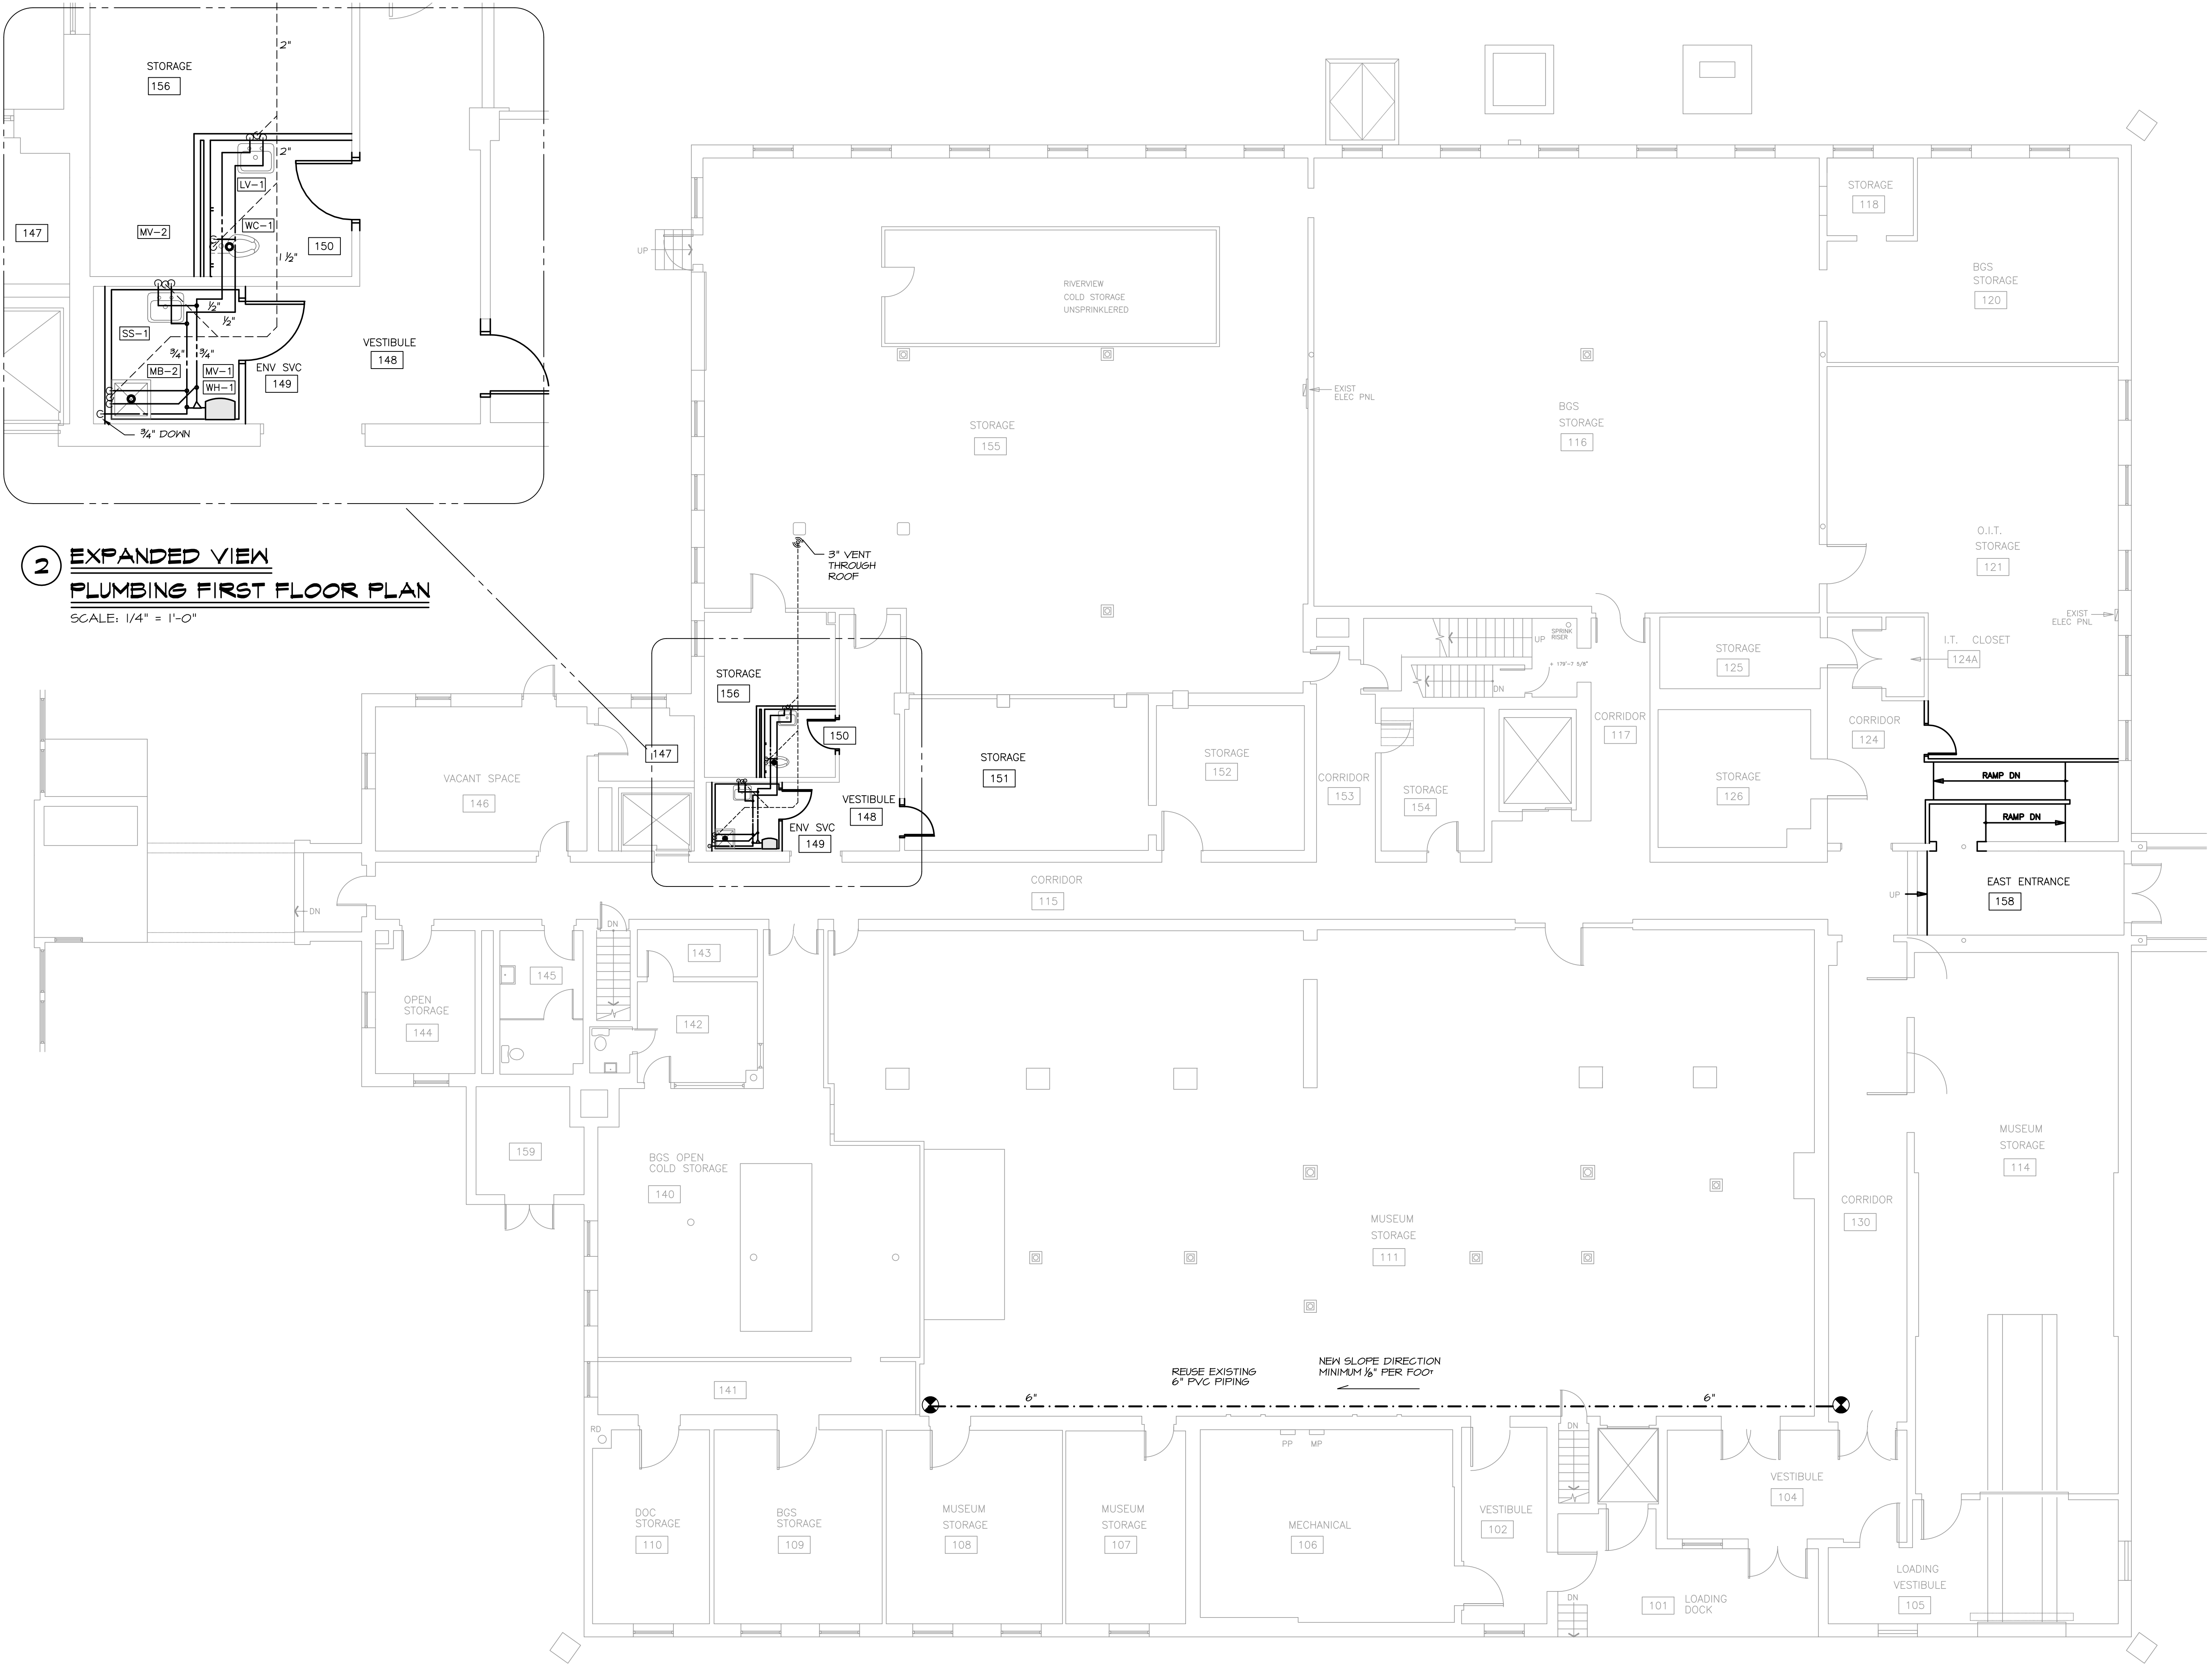 2"
STORAGE
156
2"
LV-1
WC-1
MV-2
147
150
1 ½"
½"
½"
SS-1
¾"
¾"
MB-2
MV-1
WH-1
VESTIBULE
148
ENV SVC
149
¾" DOWN
2
EXPANDED VIEW
PLUMBING FIRST FLOOR PLAN
SCALE: 1/4" = 1'-0"
UP
RIVERVIEW
COLD STORAGE
UNSPRINKLERED
STORAGE
118
BGS
STORAGE
120
EXIST
ELEC PNL
STORAGE
155
BGS
STORAGE
116
O.I.T.
STORAGE
121
3" VENT
THROUGH
ROOF
EXIST
ELEC PNL
UP
SPRINK
RISER
+ 179'-7 5/8"
DN
STORAGE
125
I.T. CLOSET
124A
STORAGE
156
147
150
VACANT SPACE
146
STORAGE
151
STORAGE
152
CORRIDOR
153
STORAGE
154
CORRIDOR
117
STORAGE
126
CORRIDOR
124
RAMP DN
RAMP DN
VESTIBULE
148
ENV SVC
149
CORRIDOR
115
EAST ENTRANCE
158
UP
DN
DN
143
145
OPEN
STORAGE
144
142
159
BGS OPEN
COLD STORAGE
140
MUSEUM
STORAGE
111
MUSEUM
STORAGE
114
CORRIDOR
130
REUSE EXISTING
6" PVC PIPING
NEW SLOPE DIRECTION
MINIMUM ⅛" PER FOOT
6"
6"
141
RD
PP
MP
DN
DOC
STORAGE
110
BGS
STORAGE
109
MUSEUM
STORAGE
108
MUSEUM
STORAGE
107
MECHANICAL
106
VESTIBULE
102
VESTIBULE
104
DN
101
LOADING
DOCK
LOADING
VESTIBULE
105